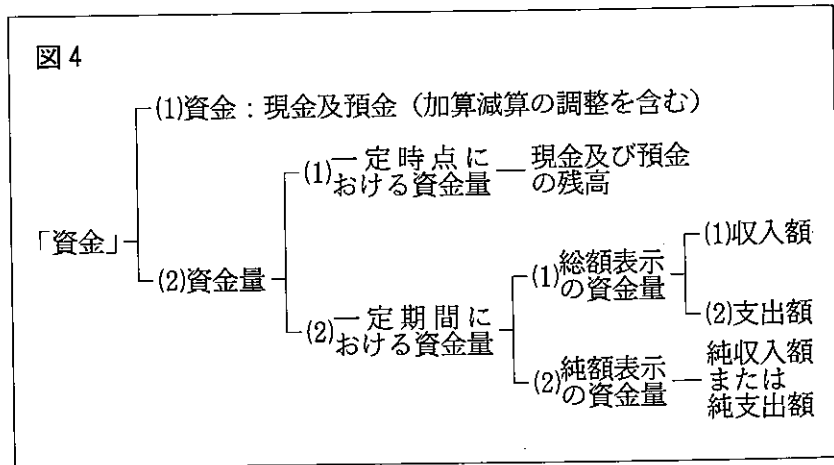 図4
(1)資金：現金及預金（加算減算の調整を含む）
(1)一定時点における資金量
現金及び預金の残高
「資金」
(2)資金量
(1)総額表示の資金量
(1)収入額
(2)支出額
(2)一定期間における資金量
(2)純額表示の資金量
純収入額または純支出額